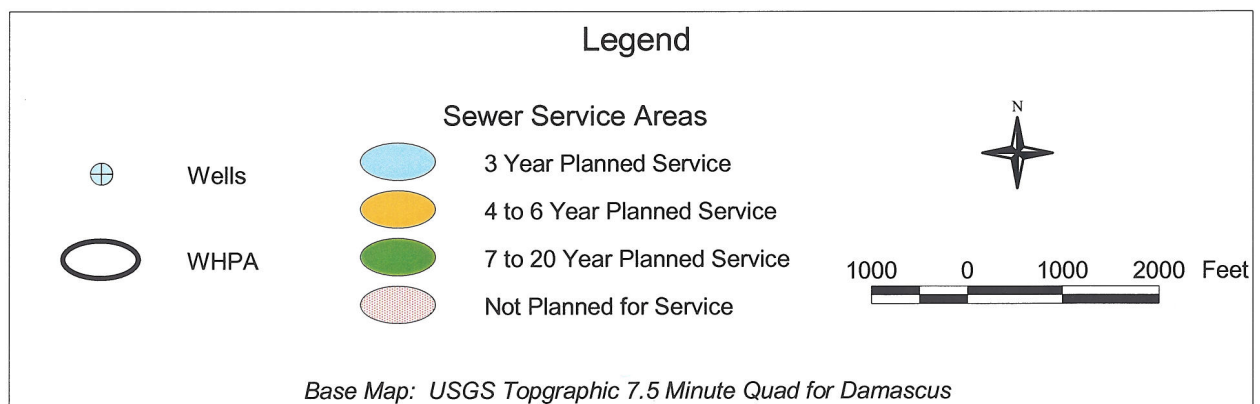 Legend
Sewer Service Areas
N
3 Year Planned Service
Wells
4 to 6 Year Planned Service
WHPA
7 to 20 Year Planned Service
1000 0 1000 2000 Feet
Not Planned for Service
Base Map: USGS Topgraphic 7.5 Minute Quad for Damascus